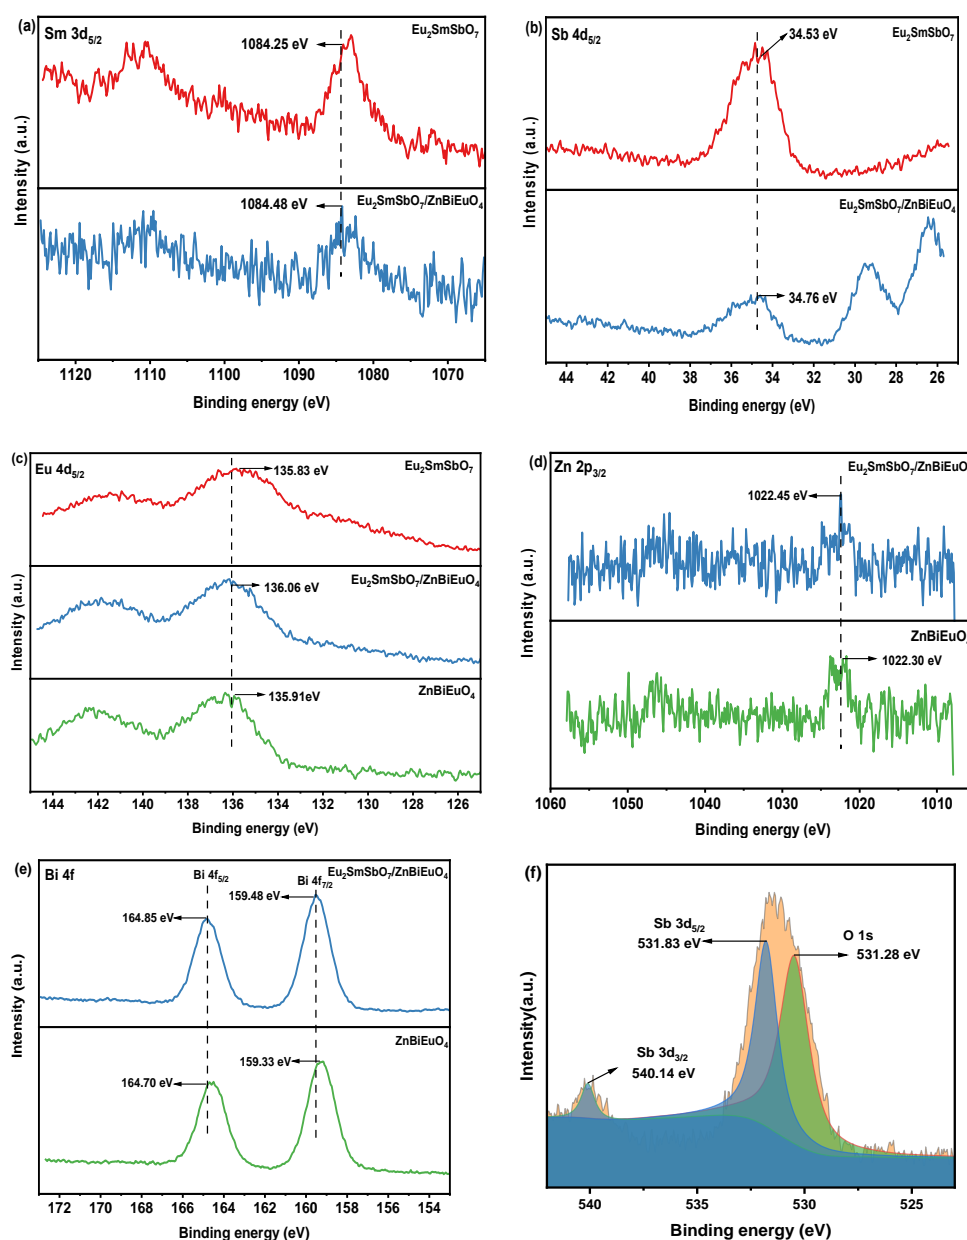 (a)
Sm 3d5/2
Eu2SmSbO7
1084.25 eV
Eu2SmSbO7/ZnBiEuO4
1084.48 eV
Intensity (a.u.)
1120 1110 1100 1090 1080 1070
Binding energy (eV)
(b)
Sb 4d5/2
34.53 eV
Eu2SmSbO7
Eu2SmSbO7/ZnBiEuO4
34.76 eV
Intensity (a.u.)
44 42 40 38 36 34 32 30 28 26
Binding energy (eV)
(c)
Eu 4d5/2
135.83 eV
Eu2SmSbO7
Eu2SmSbO7/ZnBiEuO4
136.06 eV
ZnBiEuO4
135.91eV
Intensity (a.u.)
144 142 140 138 136 134 132 130 128 126 124
Binding energy (eV)
(d)
Zn 2p3/2
Eu2SmSbO7/ZnBiEuO
1022.45 eV
ZnBiEuO
1022.30 eV
Intensity (a.u.)
1060 1050 1040 1030 1020 1010
Binding energy (eV)
(e)
Bi 4f
Bi 4f5/2
Bi 4f7/2
Eu2SmSbO7/ZnBiEuO4
159.48 eV
164.85 eV
ZnBiEuO4
159.33 eV
164.70 eV
Intensity (a.u.)
172 170 168 166 164 162 160 158 156 154
Binding energy (eV)
(f)
Sb 3d5/2
531.83 eV
O 1s
531.28 eV
Sb 3d3/2
540.14 eV
Intensity(a.u.)
540 535 530 525
Binding energy (eV)